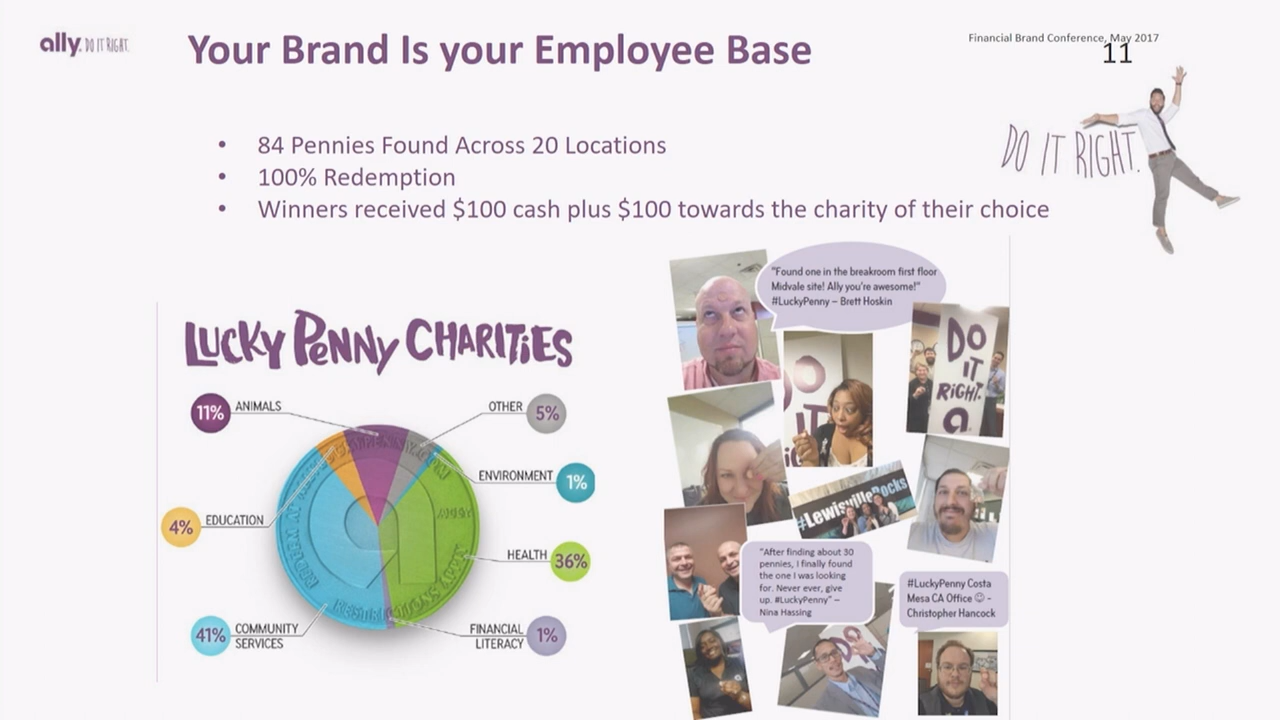 ally. DO IT RIGHT.
Your Brand Is your Employee Base
Financial Brand Conference, May 2017
11
DO IT RIGHT.
• 84 Pennies Found Across 20 Locations
• 100% Redemption
• Winners received $100 cash plus $100 towards the charity of their choice
LUCKY PENNY CHARITIES
11% ANIMALS
OTHER 5%
ENVIRONMENT 1%
4% EDUCATION
HEALTH 36%
41% COMMUNITY
SERVICES
FINANCIAL
LITERACY 1%
"Found one in the breakroom first floor
Midvale site! Ally you're awesome!"
#LuckyPenny – Brett Hoskin
DO
IT
RIGHT.
a
#LewisvilleRocks
"After finding about 30
pennies, I finally found
the one I was looking
for. Never ever, give
up. #LuckyPenny" –
Nina Hassing
#LuckyPenny Costa
Mesa CA Office ☺ -
Christopher Hancock